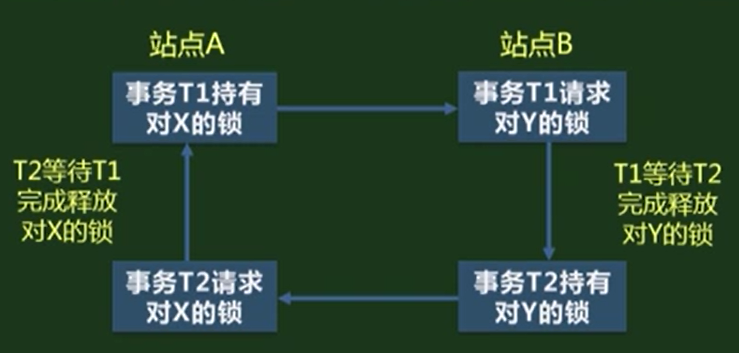 站点A
站点B
事务T1持有
对X的锁
事务T1请求
对Y的锁
T2等待T1
完成释放
对X的锁
T1等待T2
完成释放
对Y的锁
事务T2请求
对X的锁
事务T2持有
对Y的锁